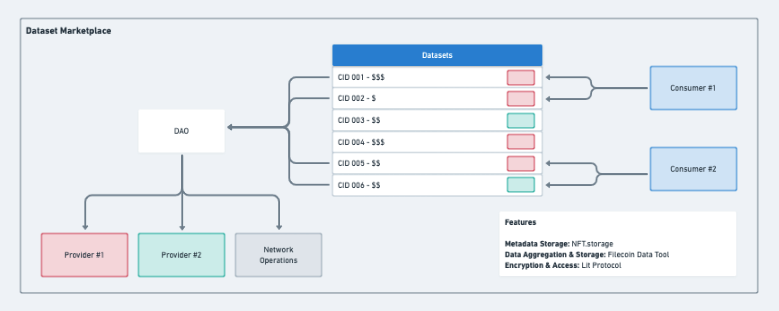 Dataset Marketplace
Datasets
CID 001 - $$$
CID 002 - $
CID 003 - $$
CID 004 - $$$
CID 005 - $$
CID 006 - $$
Consumer #1
Consumer #2
DAO
Provider #1
Provider #2
Network
Operations
Features
Metadata Storage: NFT.storage
Data Aggregation & Storage: Filecoin Data Tool
Encryption & Access: Lit Protocol